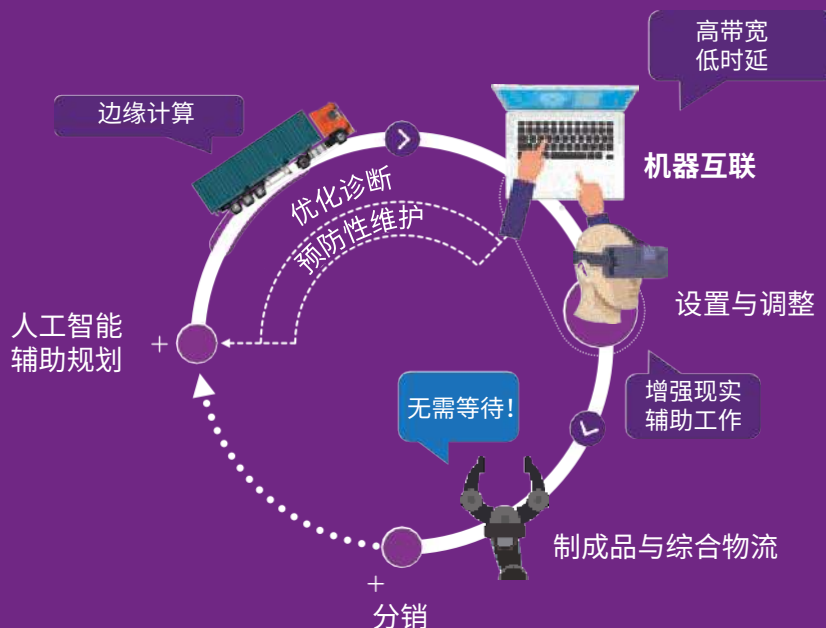 高带宽
低时延
边缘计算
机器互联
优化诊断
预防性维护
设置与调整
人工智能
辅助规划
+
增强现实
辅助工作
无需等待！
制成品与综合物流
+
分销